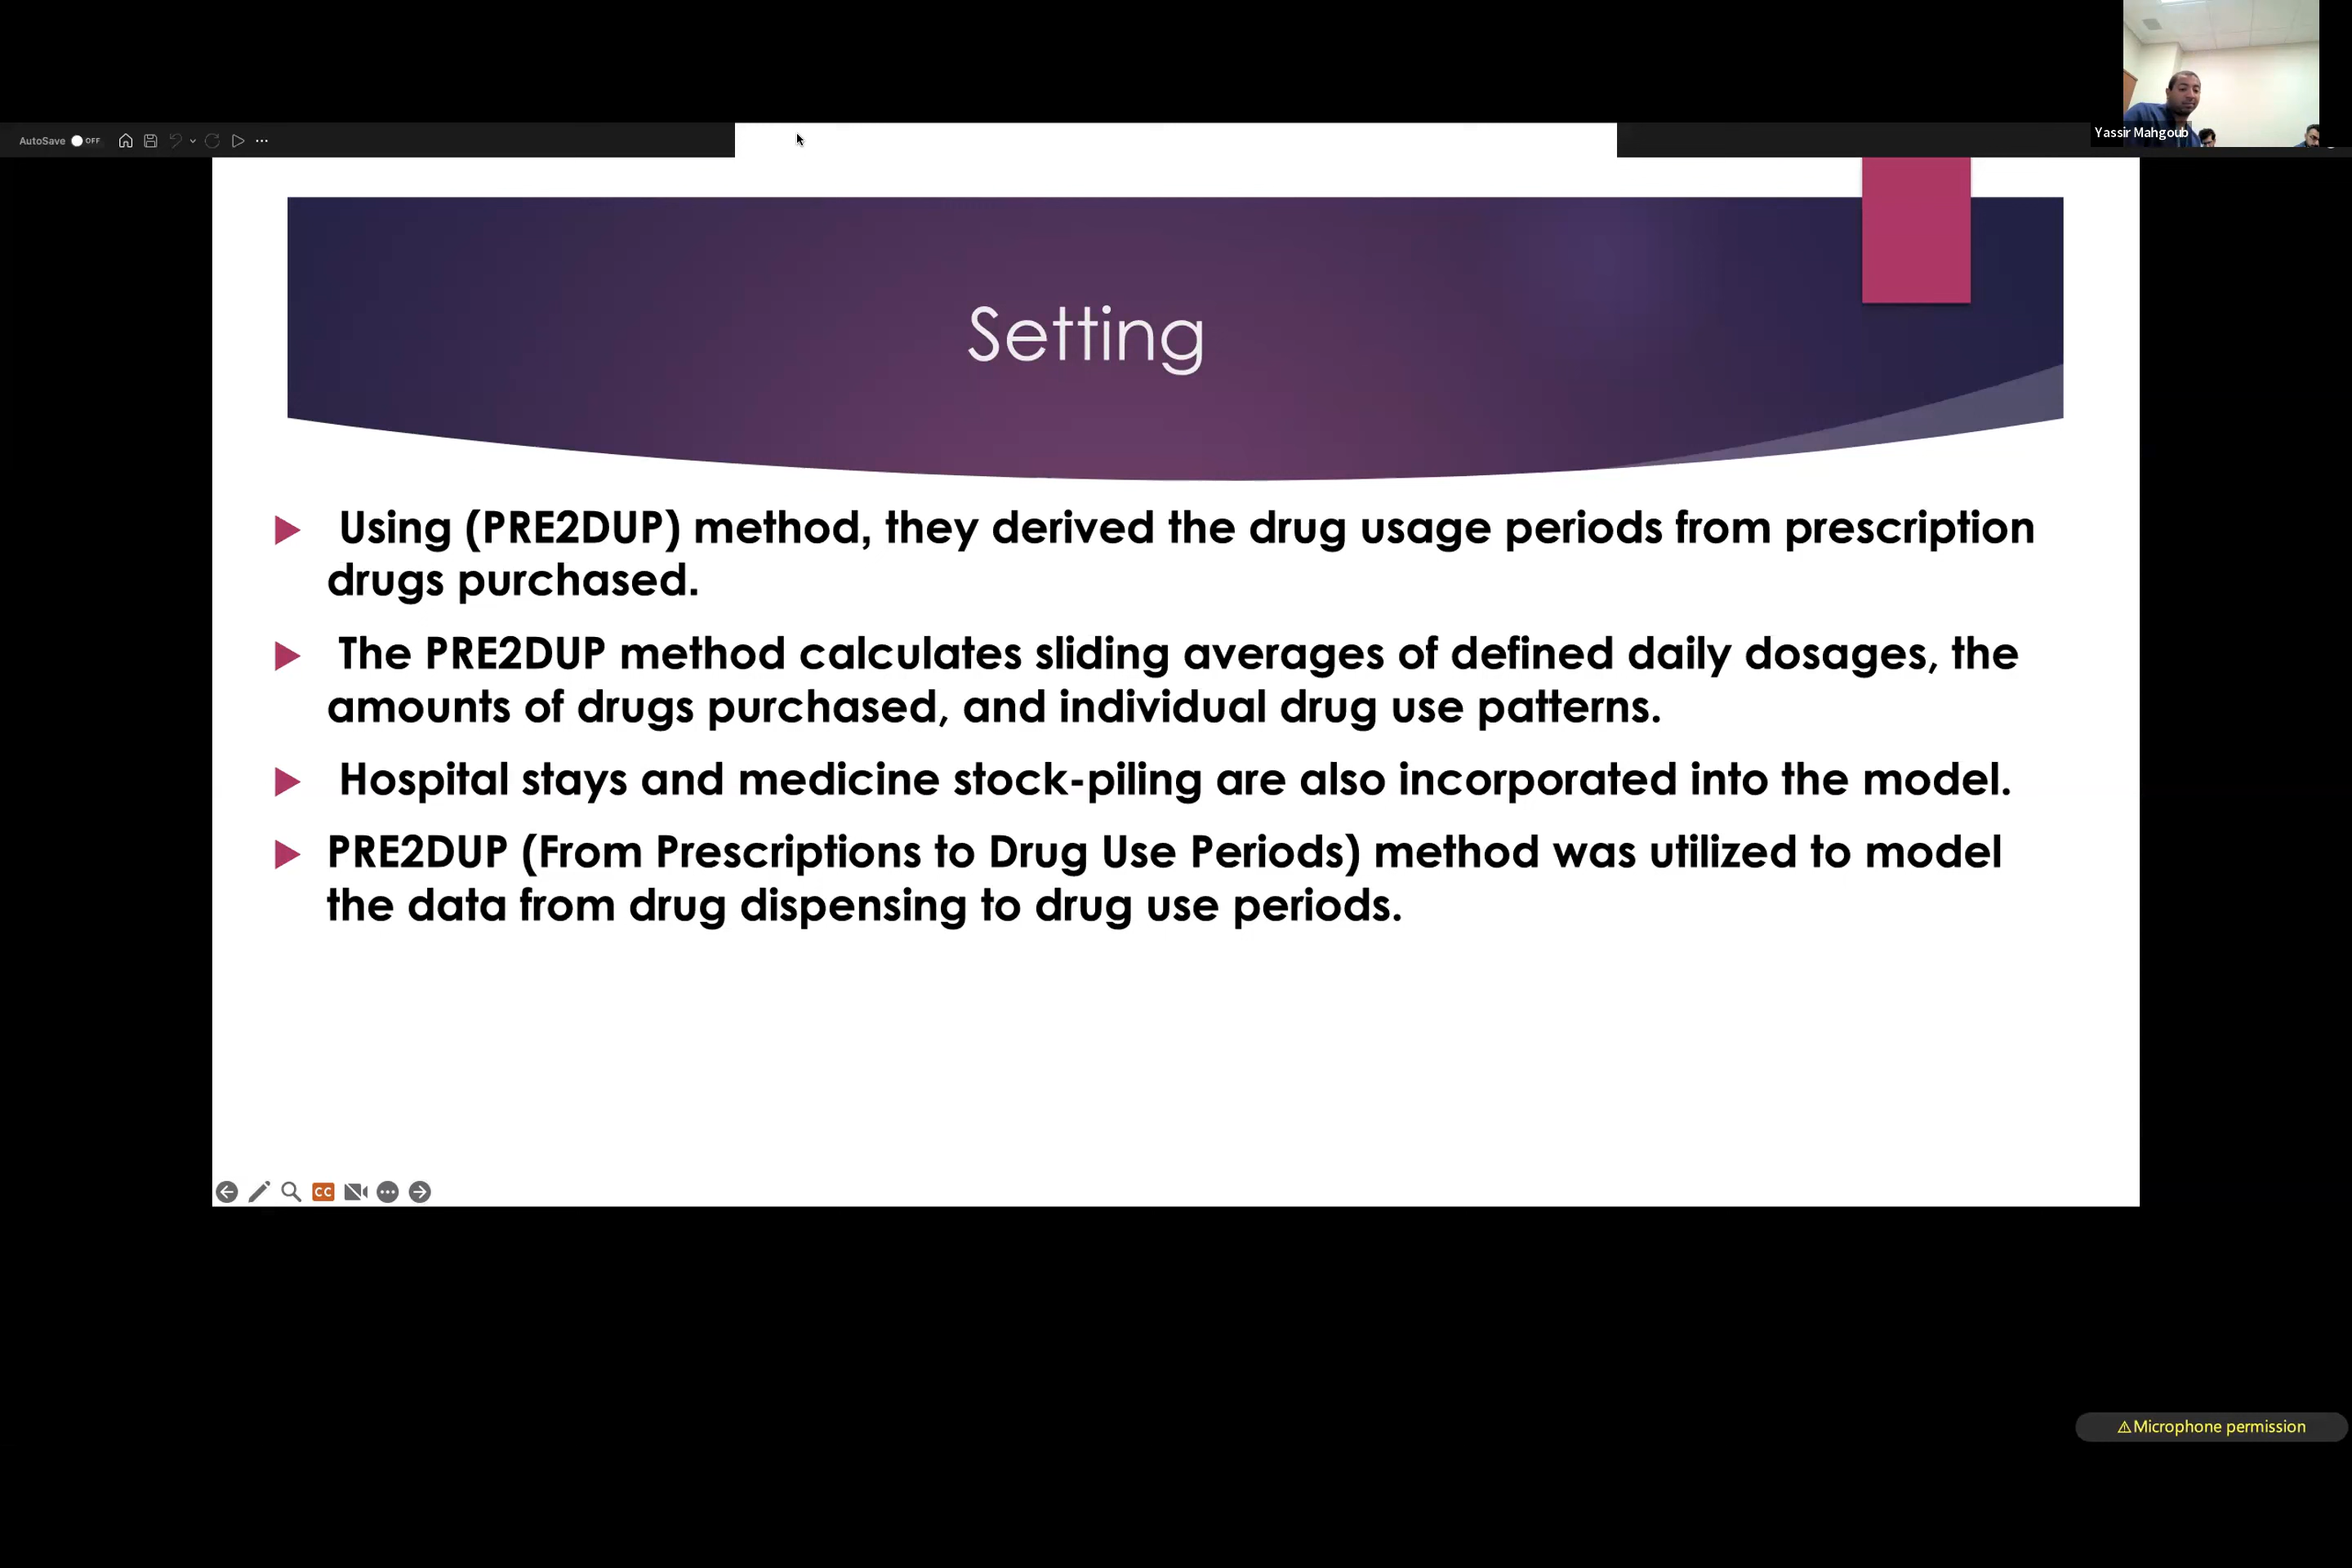 Yassir Mahgoub
AutoSave OFF
Setting
Using (PRE2DUP) method, they derived the drug usage periods from prescription
drugs purchased.
The PRE2DUP method calculates sliding averages of defined daily dosages, the
amounts of drugs purchased, and individual drug use patterns.
Hospital stays and medicine stock-piling are also incorporated into the model.
PRE2DUP (From Prescriptions to Drug Use Periods) method was utilized to model
the data from drug dispensing to drug use periods.
CC
Microphone permission